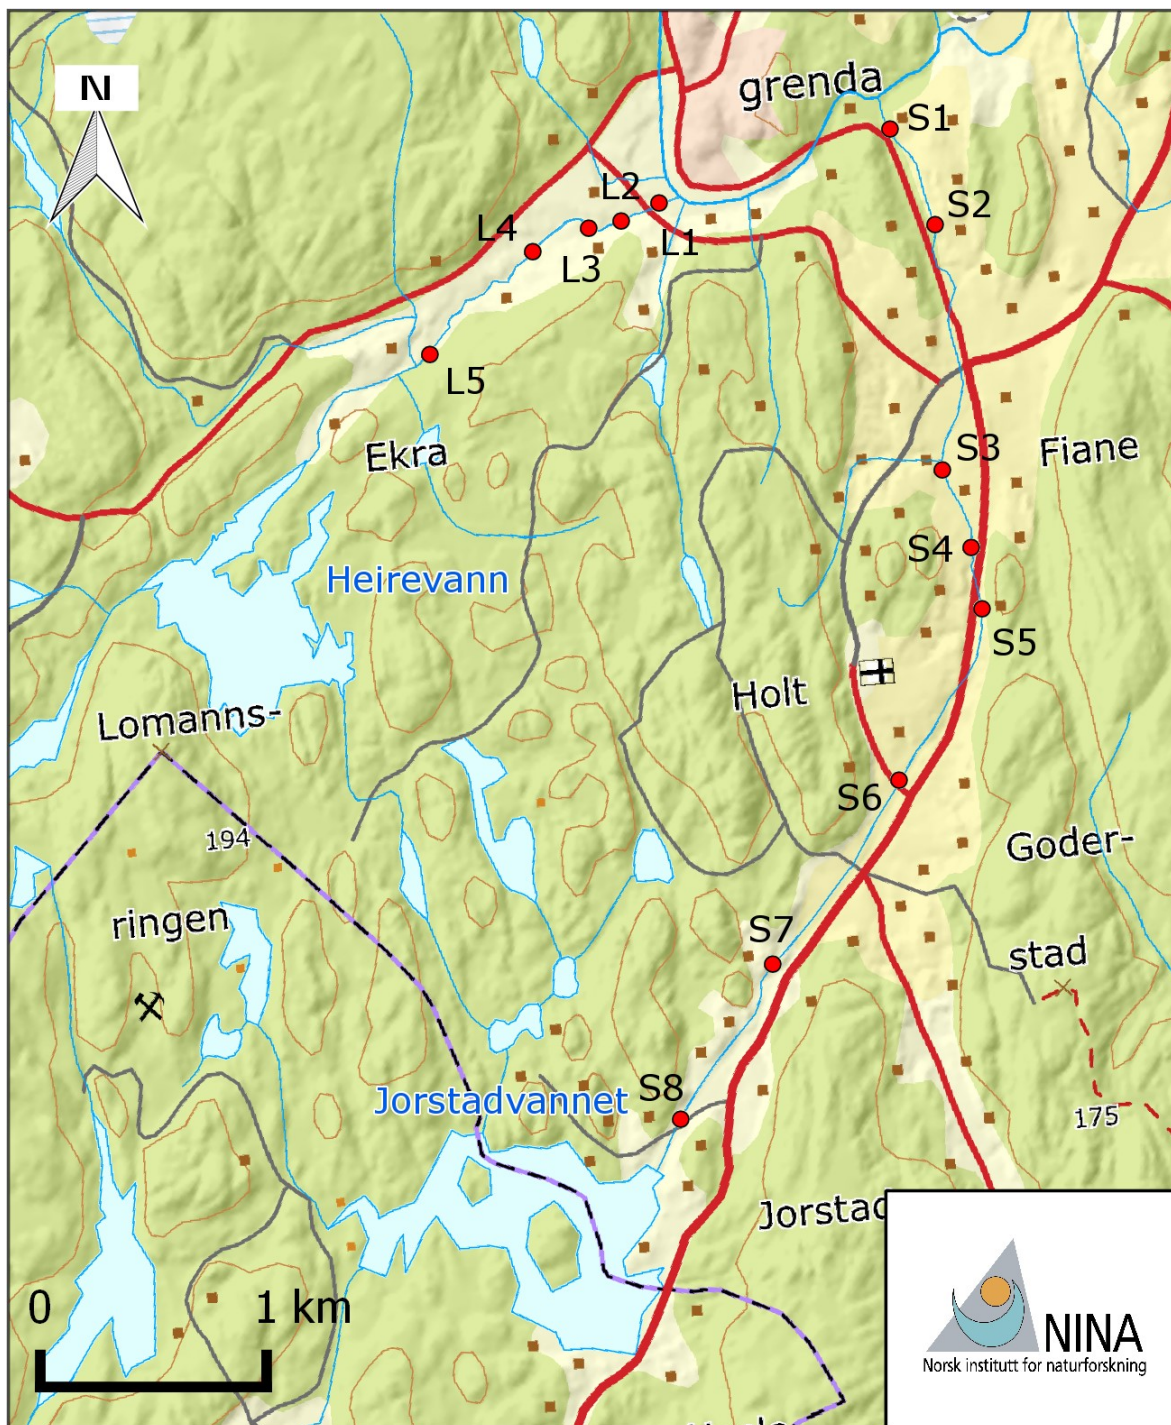 N
grenda
S1
S2
L2
L4
L1
L3
L5
Ekra
S3
Fiane
S4
Heirevann
S5
Holt
Lomanns-
S6
194
Goder-
ringen
S7
stad
Jorstadvannet
S8
175
Jorstad
0 1 km
NINA
Norsk institutt for naturforskning